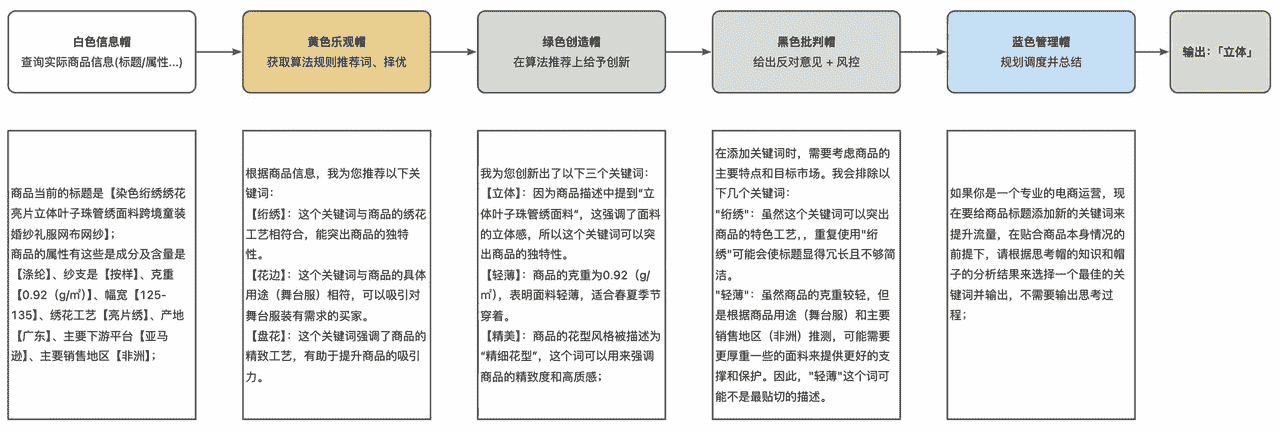 白色信息帽
查询实际商品信息(标题/属性...)
黄色乐观帽
获取算法规则推荐词、择优
绿色创造帽
在算法推荐上给予创新
黑色批判帽
给出反对意见 + 风控
蓝色管理帽
规划调度并总结
输出:「立体」
商品当前的标题是【染色绗绣绣花
亮片立体叶子珠管绣面料跨境童装
婚纱礼服网布网纱】;
商品的属性有这些是成分及含量是
【涤纶】、纱支是【按样】、克重
【0.92（g/㎡)】、幅宽【125-
135】、绣花工艺【亮片绣】、产地
【广东】、主要下游平台【亚马
逊】、主要销售地区【非洲】;
根据商品信息，我为您推荐以下关
键词:
【绗绣】: 这个关键词与商品的绣花
工艺相符合，能突出商品的独特
性。
【花边】: 这个关键词与商品的具体
用途（舞台服）相符，可以吸引对
舞台服装有需求的买家。
【盘花】: 这个关键词强调了商品的
精致工艺，有助于提升商品的吸引
力。
我为您创新出了以下三个关键词:
【立体】: 因为商品描述中提到“立
体叶子珠管绣面料”，这强调了面料
的立体感，所以这个关键词可以突
出商品的独特性。
【轻薄】: 商品的克重为0.92（g/
㎡)，表明面料轻薄，适合春夏季节
穿着。
【精美】: 商品的花型风格被描述为
“精细花型”，这个词可以用来强调
商品的精致度和高质感;
在添加关键词时，需要考虑商品的
主要特点和目标市场。我会排除以
下几个关键词:
"绗绣": 虽然这个关键词可以突出
商品的特色工艺,，重复使用"绗
绣"可能会使标题显得冗长且不够简
洁。
"轻薄": 虽然商品的克重较轻，但
是根据商品用途（舞台服）和主要
销售地区（非洲）推测，可能需要
更厚重一些的面料来提供更好的支
撑和保护。因此，"轻薄"这个词可
能不是最贴切的描述。
如果你是一个专业的电商运营，现
在要给商品标题添加新的关键词来
提升流量，在贴合商品本身情况的
前提下，请根据思考帽的知识和帽
子的分析结果来选择一个最佳的关
键词并输出，不需要输出思考过
程;